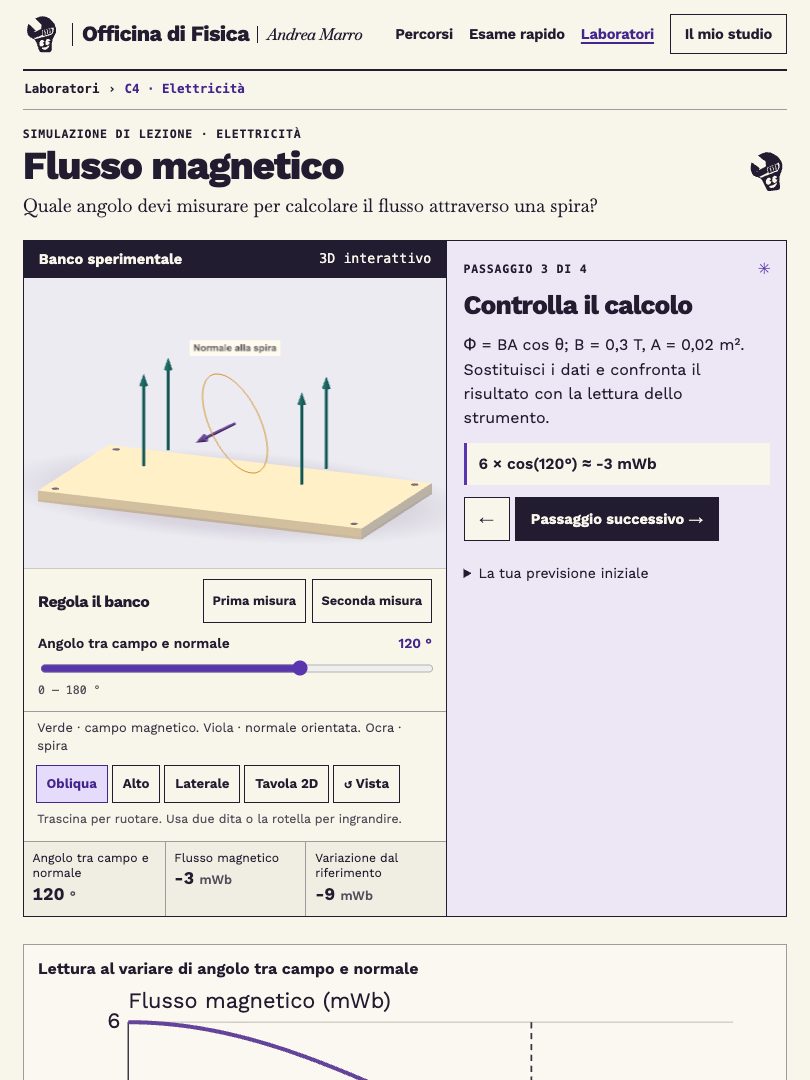 Officina di Fisica
Andrea Marro
Percorsi
Esame rapido
Laboratori
Il mio studio
Laboratori › C4 · Elettricità
SIMULAZIONE DI LEZIONE · ELETTRICITÀ
Flusso magnetico
Quale angolo devi misurare per calcolare il flusso attraverso una spira?
Banco sperimentale
3D interattivo
Normale alla spira
Regola il banco
Prima misura
Seconda misura
Angolo tra campo e normale
120 °
0 — 180 °
Verde · campo magnetico. Viola · normale orientata. Ocra ·
spira
Obliqua
Alto
Laterale
Tavola 2D
↺ Vista
Trascina per ruotare. Usa due dita o la rotella per ingrandire.
Angolo tra campo e
normale
120 °
Flusso magnetico
-3 mWb
Variazione dal
riferimento
-9 mWb
PASSAGGIO 3 DI 4
Controlla il calcolo
Φ = BA cos θ; B = 0,3 T, A = 0,02 m².
Sostituisci i dati e confronta il
risultato con la lettura dello
strumento.
6 × cos(120°) ≈ -3 mWb
←
Passaggio successivo →
▶ La tua previsione iniziale
Lettura al variare di angolo tra campo e normale
Flusso magnetico (mWb)
6